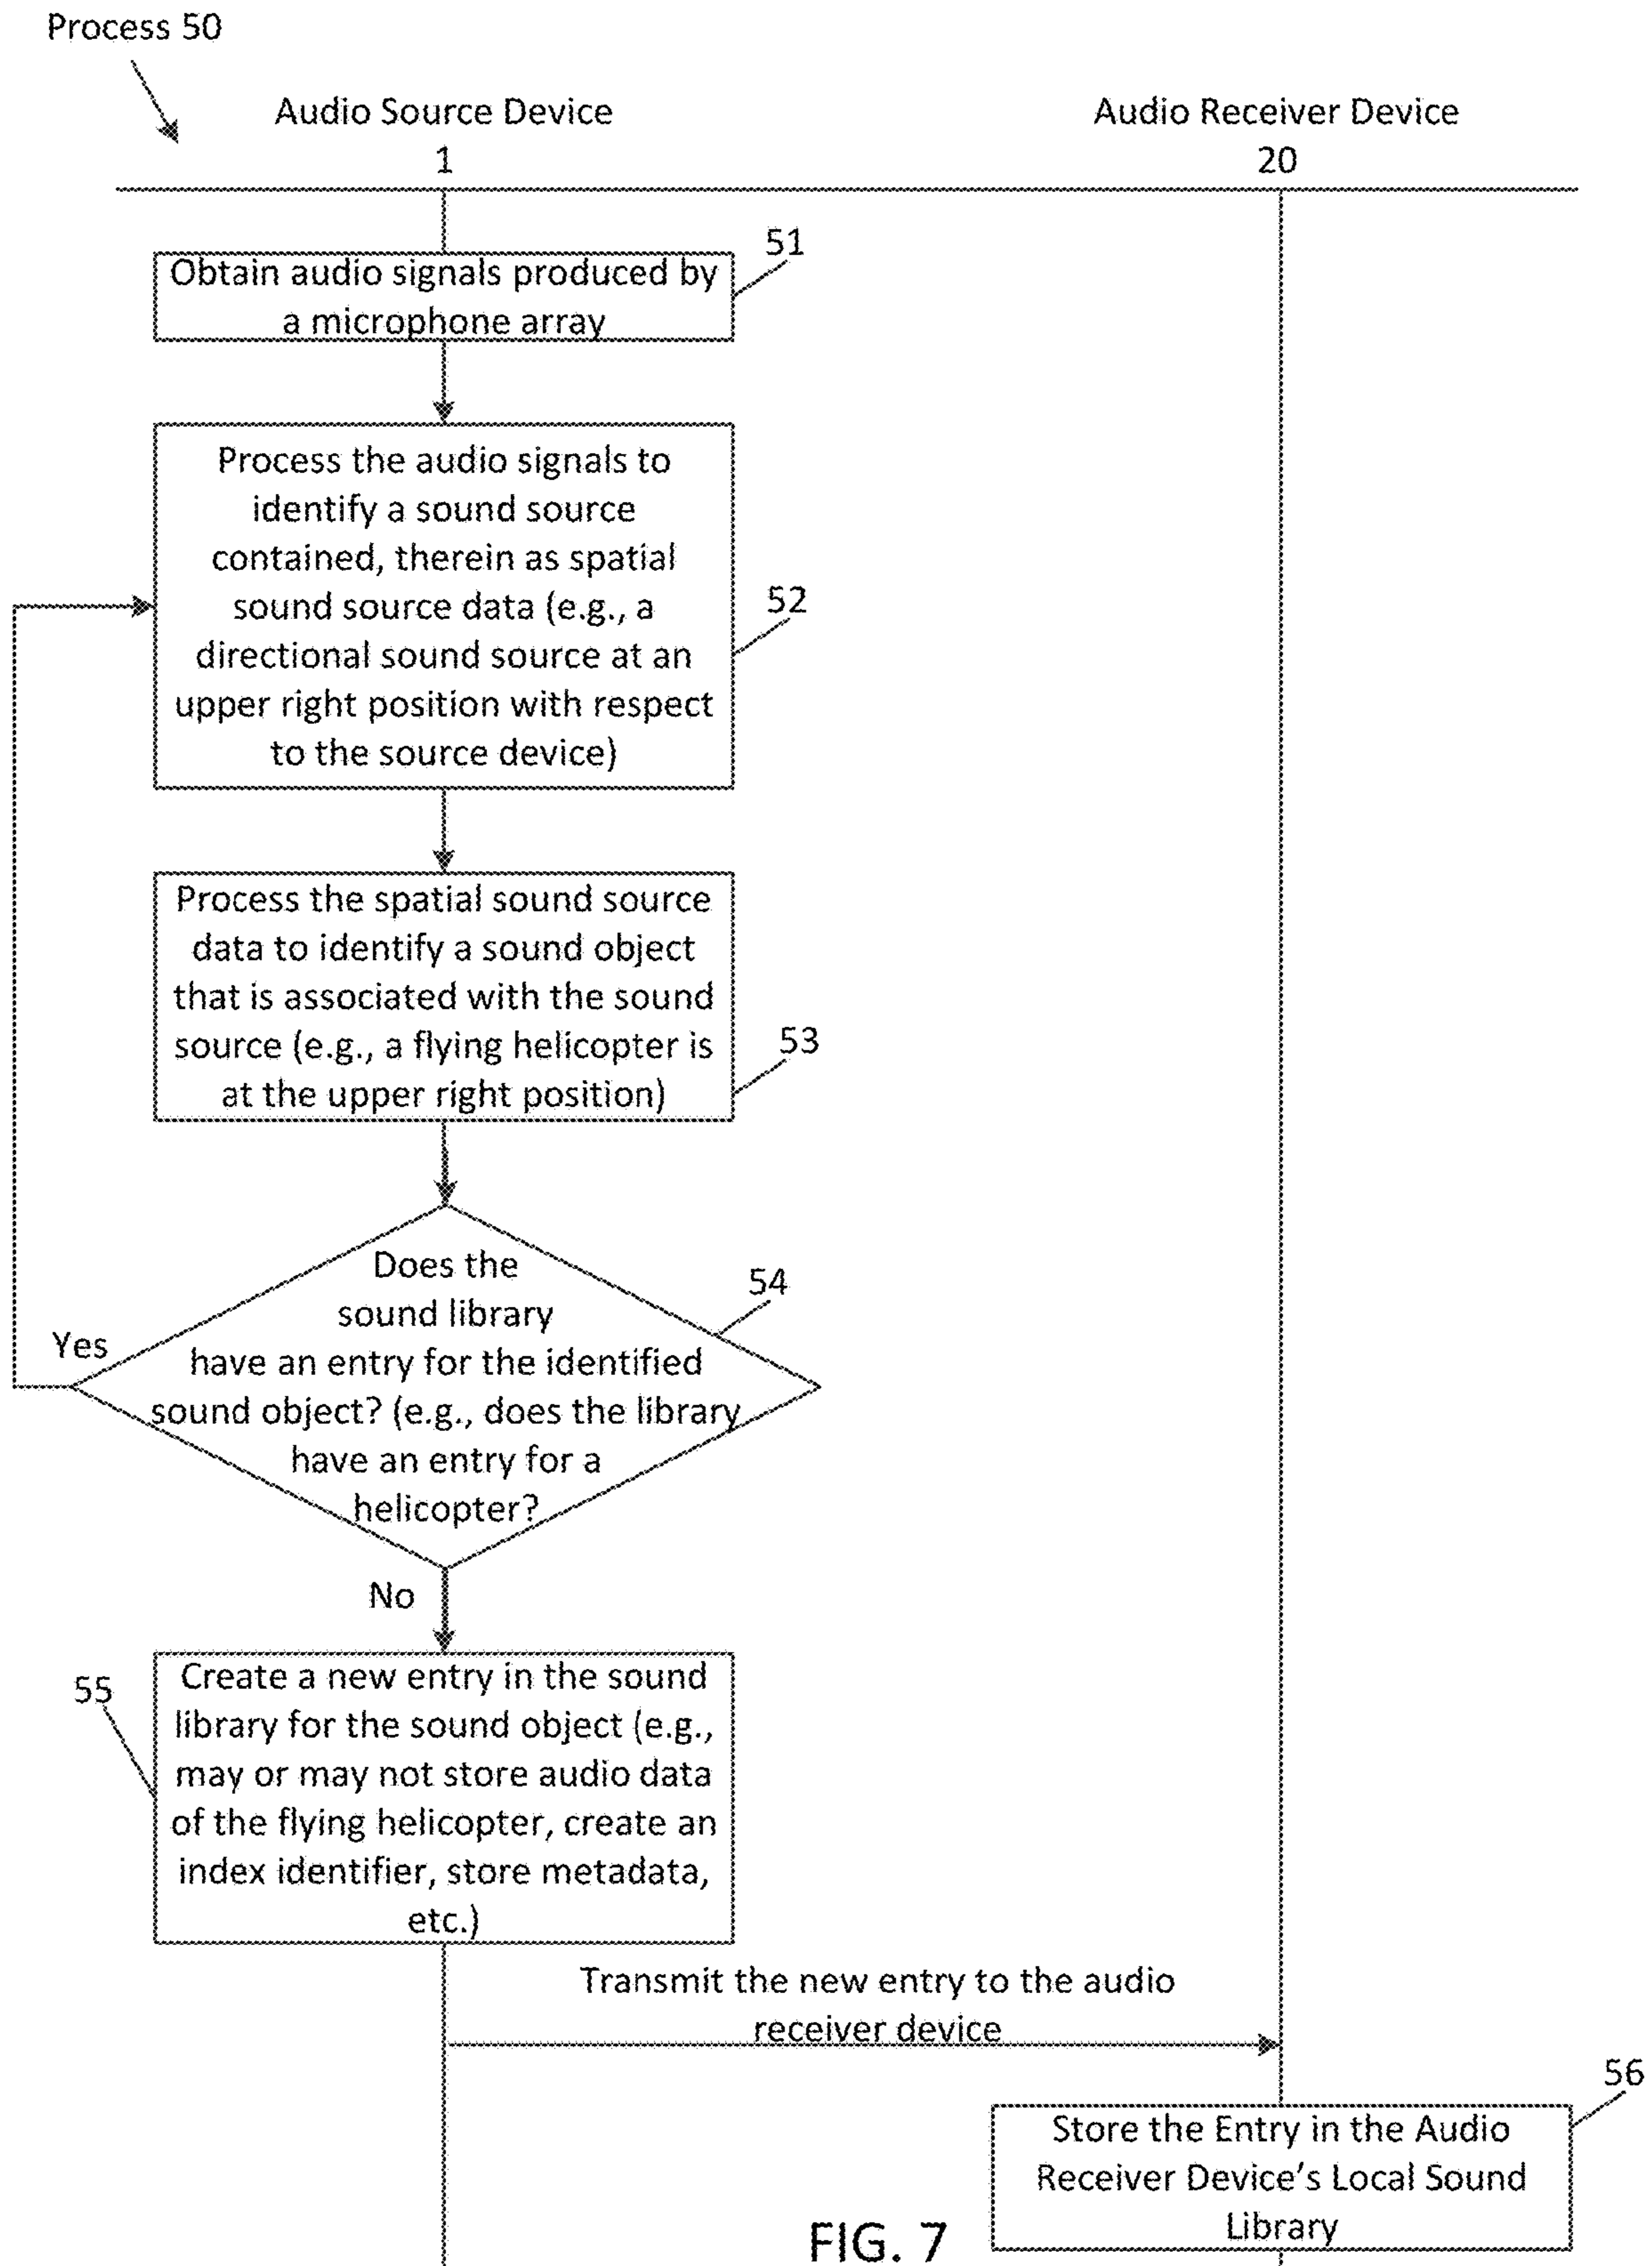 Process 50
Audio Source Device
1
Audio Receiver Device
20
51
Obtain audio signals produced by
a microphone array
52
Process the audio signals to
identify a sound source
contained, therein as spatial
sound source data (e.g., a
directional sound source at an
upper right position with respect
to the source device)
53
Process the spatial sound source
data to identify a sound object
that is associated with the sound
source (e.g., a flying helicopter is
at the upper right position)
54
Does the
sound library
have an entry for the identified
sound object? (e.g., does the library
have an entry for a
helicopter?
Yes
No
55
Create a new entry in the sound
library for the sound object (e.g.,
may or may not store audio data
of the flying helicopter, create an
index identifier, store metadata,
etc.)
Transmit the new entry to the audio
receiver device
56
Store the Entry in the Audio
Receiver Device's Local Sound
Library
FIG. 7